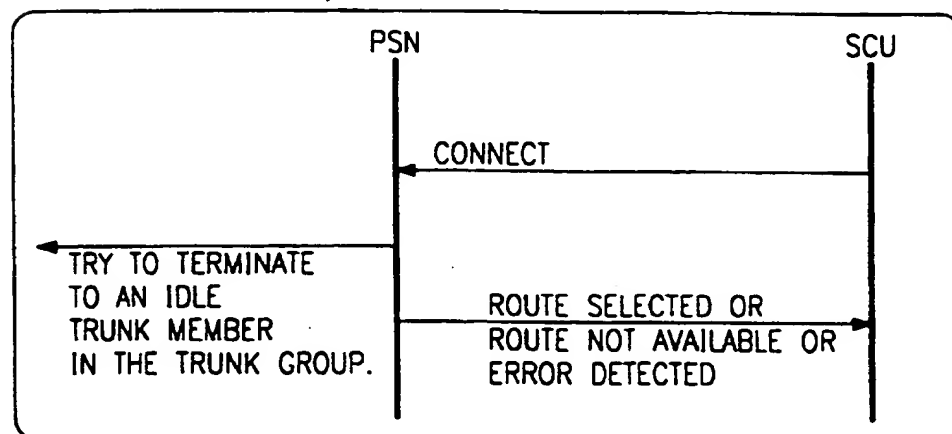 PSN
SCU
CONNECT
TRY TO TERMINATE
TO AN IDLE
TRUNK MEMBER
IN THE TRUNK GROUP.
ROUTE SELECTED OR
ROUTE NOT AVAILABLE OR
ERROR DETECTED